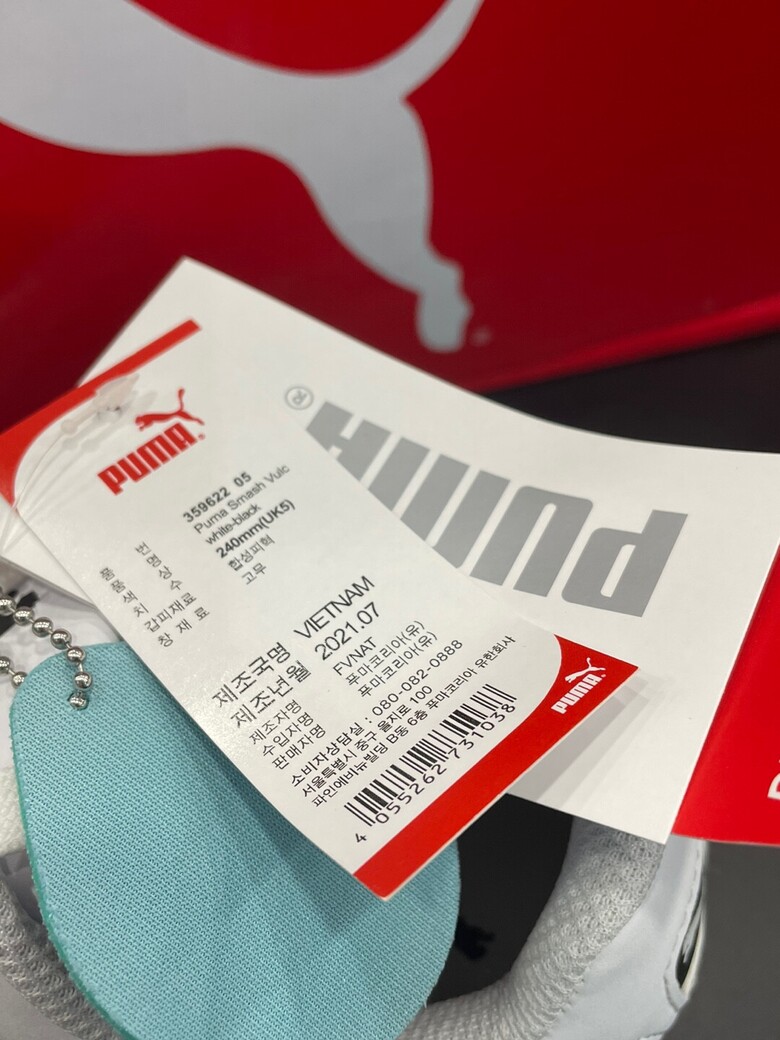 PUMA
PUMA
품 번 359622 05
품 명 Puma Smash Vulc
색 상 white-black
치 수 240mm(UK5)
갑피재료 합성피혁
창 재 료 고무
제조국명 VIETNAM
제조년월 2021.07
제조자명 FVNAT
수입자명 푸마코리아(유)
판매자명 푸마코리아(유)
소비자상담실 : 080-082-0888
서울특별시 중구 을지로 100
파인에비뉴빌딩 B동 6층 푸마코리아 유한회사
4 055262 731038
PUMA